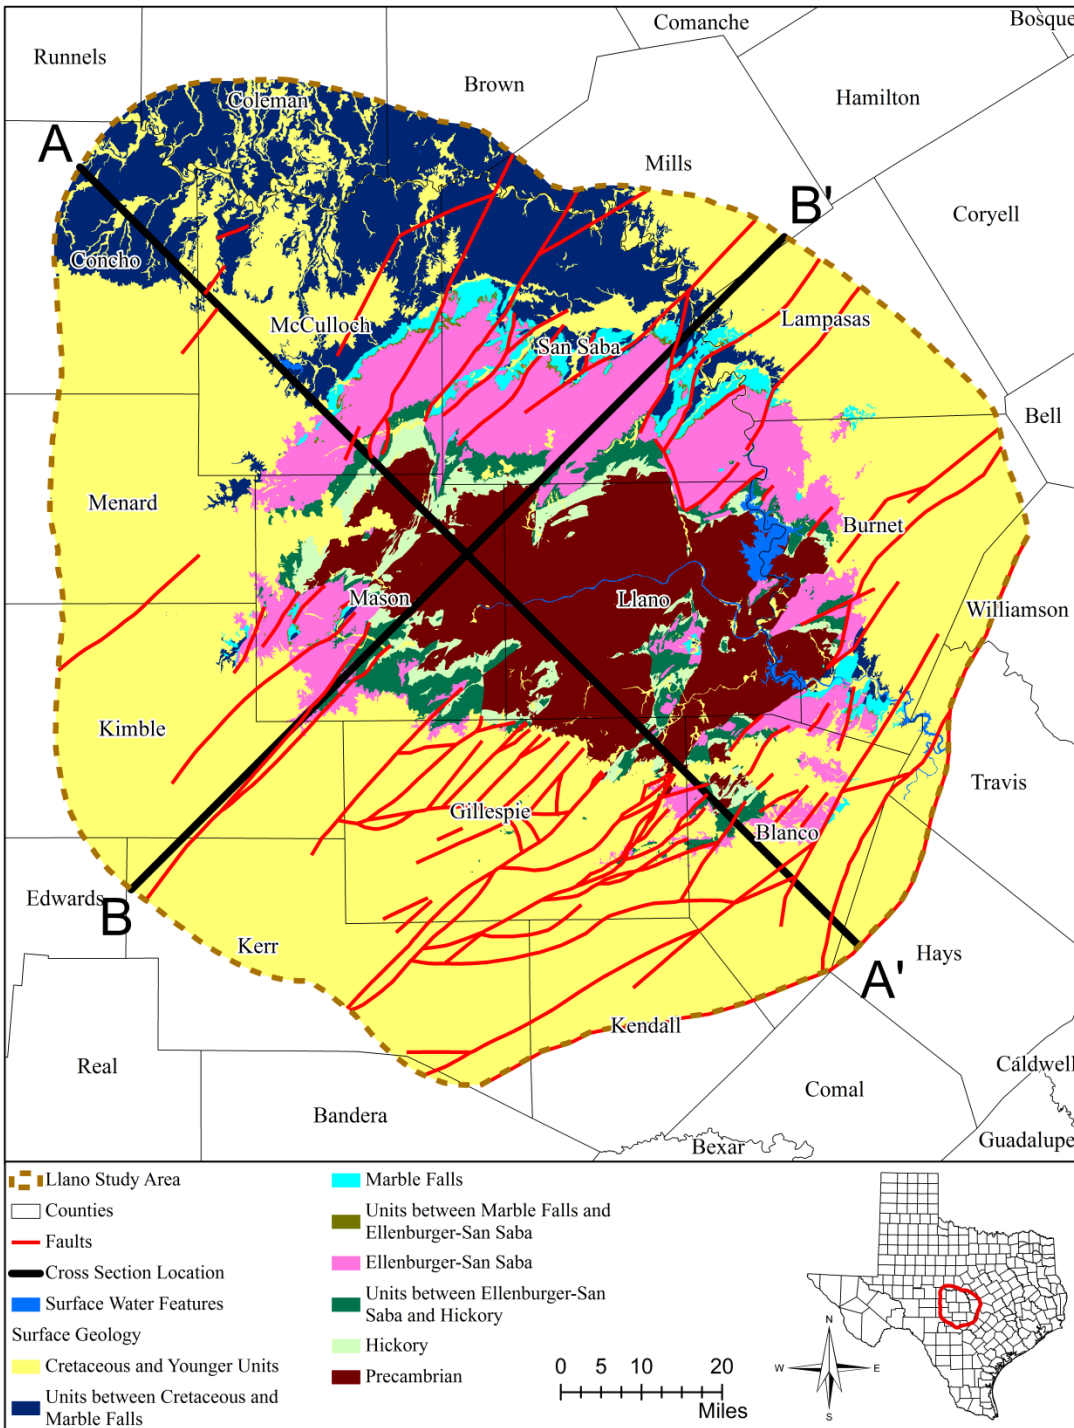 Comanche
Bosque
Runnels
Brown
Coleman
Hamilton
A
Mills
B'
Coryell
Concho
McCulloch
Lampasas
San Saba
Bell
Menard
Burnet
Mason
Llano
Williamson
Kimble
Travis
Gillespie
Blanco
Edwards
B
Kerr
Hays
A'
Kendall
Real
Caldwell
Comal
Bandera
Guadalupe
Bexar
Llano Study Area
Counties
Faults
Cross Section Location
Surface Water Features
Surface Geology
Cretaceous and Younger Units
Units between Cretaceous and
Marble Falls
Marble Falls
Units between Marble Falls and
Ellenburger-San Saba
Ellenburger-San Saba
Units between Ellenburger-San
Saba and Hickory
Hickory
Precambrian
0 5 10 20
Miles
N
W E
S